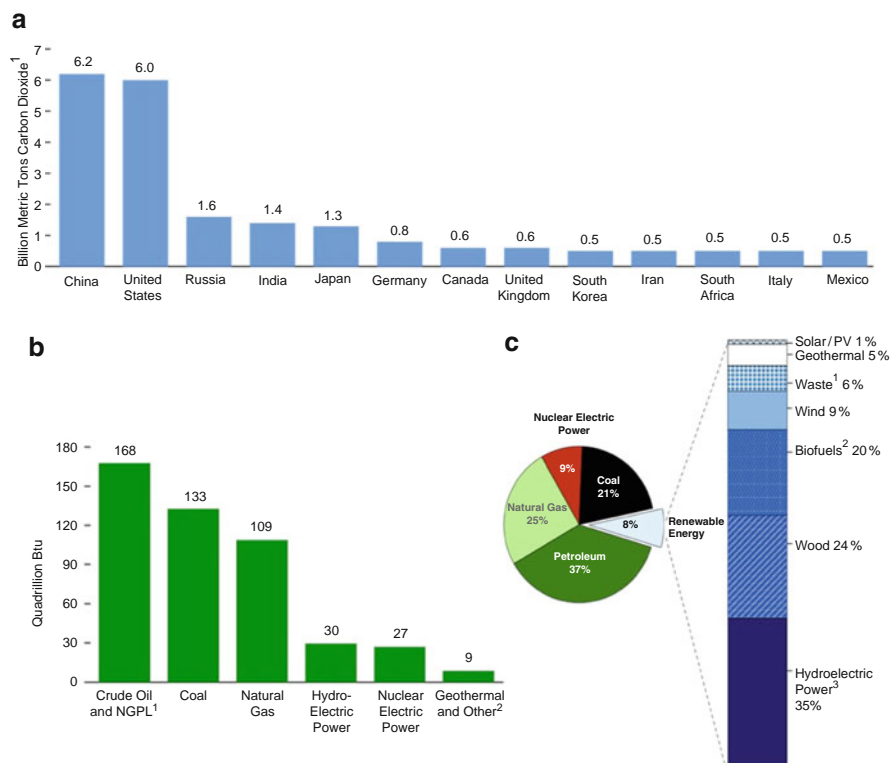 a
Billion Metric Tons Carbon Dioxide1
7
6
5
4
3
2
1
0
6.2
6.0
1.6
1.4
1.3
0.8
0.6
0.6
0.5
0.5
0.5
0.5
0.5
China
United
States
Russia
India
Japan
Germany
Canada
United
Kingdom
South
Korea
Iran
South
Africa
Italy
Mexico
b
Quadrillion Btu
180
150
120
90
60
30
0
168
133
109
30
27
9
Crude Oil
and NGPL1
Coal
Natural
Gas
Hydro-
Electric
Power
Nuclear
Electric
Power
Geothermal
and Other2
c
Nuclear Electric
Power
9%
Coal
21%
Natural Gas
25%
8%
Renewable
Energy
Petroleum
37%
Solar/PV 1%
Geothermal 5%
Waste1 6%
Wind 9%
Biofuels2 20%
Wood 24%
Hydroelectric
Power3
35%